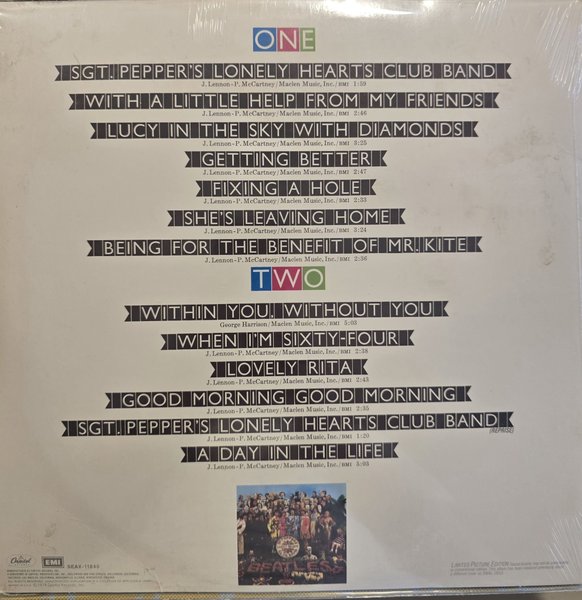 ONE
SGT. PEPPER'S LONELY HEARTS CLUB BAND
J. Lennon-P. McCartney/Maclen Music, Inc./BMI 1:59
WITH A LITTLE HELP FROM MY FRIENDS
J. Lennon-P. McCartney/Maclen Music, Inc./BMI 2:46
LUCY IN THE SKY WITH DIAMONDS
J. Lennon-P. McCartney/Maclen Music, Inc./BMI 3:25
GETTING BETTER
J. Lennon-P. McCartney/Maclen Music, Inc./BMI 2:47
FIXING A HOLE
J. Lennon-P. McCartney/Maclen Music, Inc./BMI 2:33
SHE'S LEAVING HOME
J. Lennon-P. McCartney/Maclen Music, Inc./BMI 3:24
BEING FOR THE BENEFIT OF MR. KITE
J. Lennon-P. McCartney/Maclen Music, Inc./BMI 2:36
TWO
WITHIN YOU, WITHOUT YOU
George Harrison/Maclen Music, Inc./BMI 5:03
WHEN I'M SIXTY-FOUR
J. Lennon-P. McCartney/Maclen Music, Inc./BMI 2:38
LOVELY RITA
J. Lennon-P. McCartney/Maclen Music, Inc./BMI 2:43
GOOD MORNING GOOD MORNING
J. Lennon-P. McCartney/Maclen Music, Inc./BMI 2:35
SGT. PEPPER'S LONELY HEARTS CLUB BAND
(REPRISE)
J. Lennon-P. McCartney/Maclen Music, Inc./BMI 1:20
A DAY IN THE LIFE
J. Lennon-P. McCartney/Maclen Music, Inc./BMI 5:03
BEATLES
Capitol EMI SEAX-11840
LIMITED PICTURE EDITION